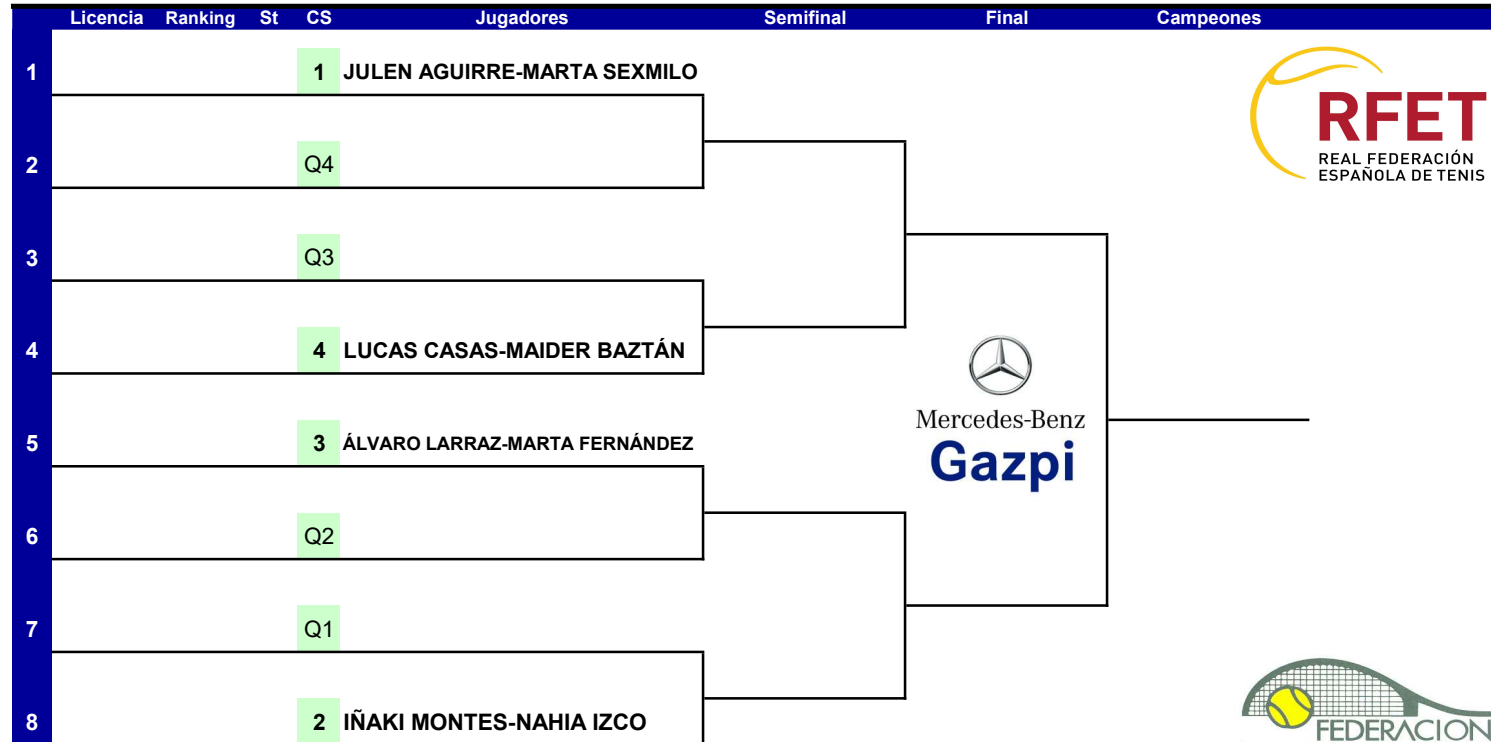 Licencia Ranking St CS Jugadores Semifinal Final Campeones
1 1 JULEN AGUIRRE-MARTA SEXMILO
RFET
REAL FEDERACIÓN
ESPAÑOLA DE TENIS
2 Q4
3 Q3
4 4 LUCAS CASAS-MAIDER BAZTÁN
Mercedes-Benz
Gazpi
5 3 ÁLVARO LARRAZ-MARTA FERNÁNDEZ
6 Q2
7 Q1
8 2 IÑAKI MONTES-NAHIA IZCO
FEDERACION